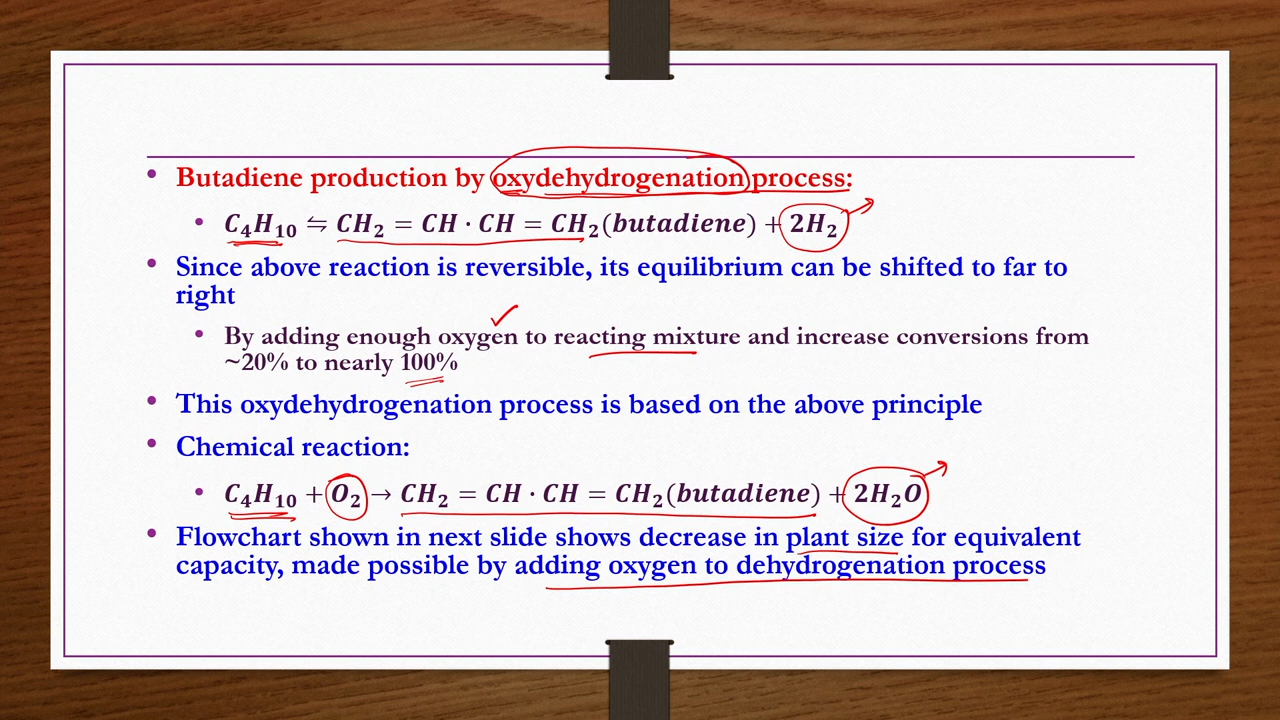 • Butadiene production by oxydehydrogenation process:
• C₄H₁₀ ⇋ CH₂ = CH · CH = CH₂(butadiene) + 2H₂
• Since above reaction is reversible, its equilibrium can be shifted to far to
right
• By adding enough oxygen to reacting mixture and increase conversions from
~20% to nearly 100%
• This oxydehydrogenation process is based on the above principle
• Chemical reaction:
• C₄H₁₀ + O₂ → CH₂ = CH · CH = CH₂(butadiene) + 2H₂O
• Flowchart shown in next slide shows decrease in plant size for equivalent
capacity, made possible by adding oxygen to dehydrogenation process